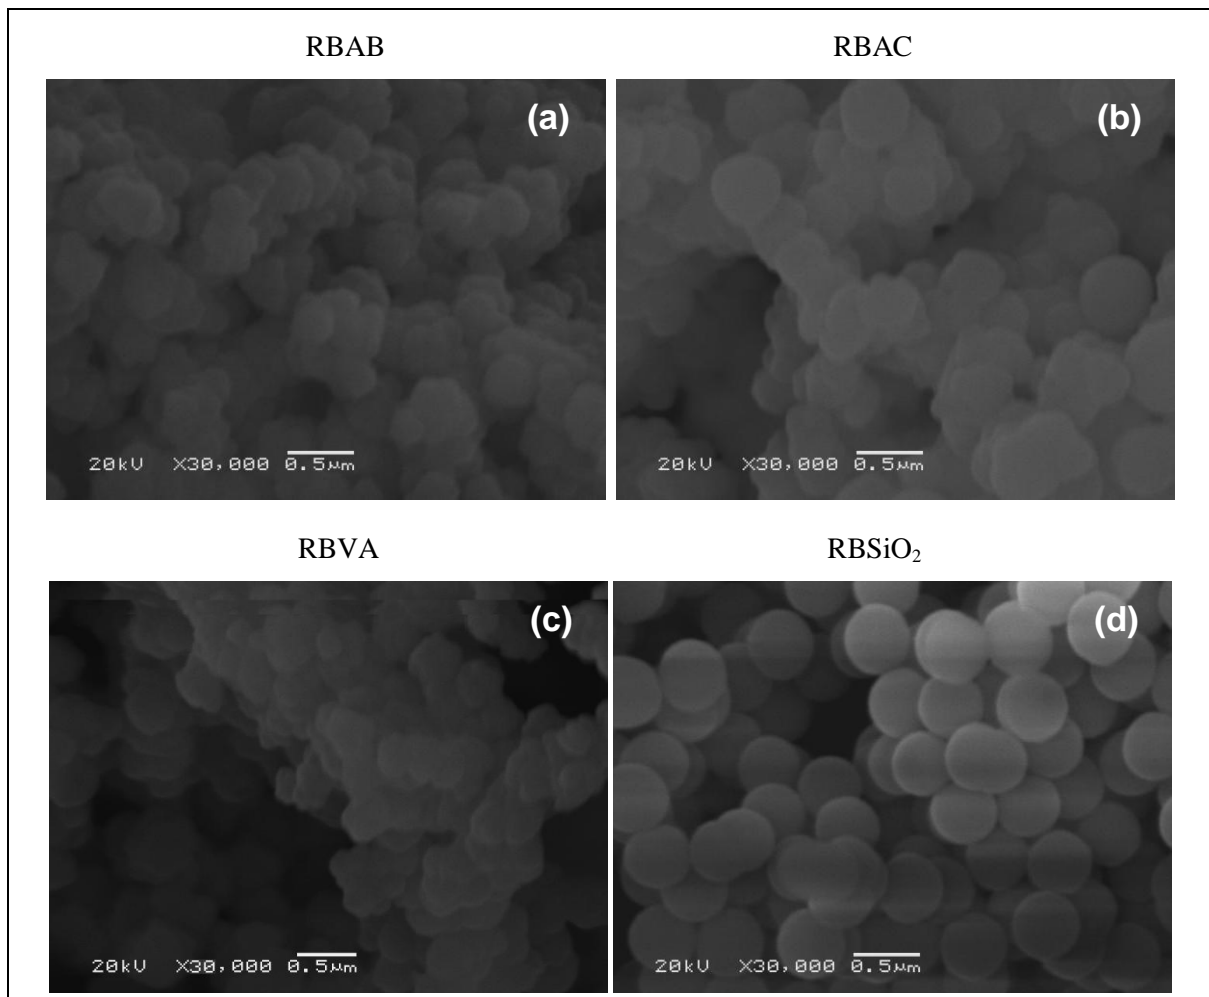 RBAB
RBAC
(a)
(b)
20kV X30,000 0.5µm
20kV X30,000 0.5µm
RBVA
RBSiO₂
(c)
(d)
20kV X30,000 0.5µm
20kV X30,000 0.5µm